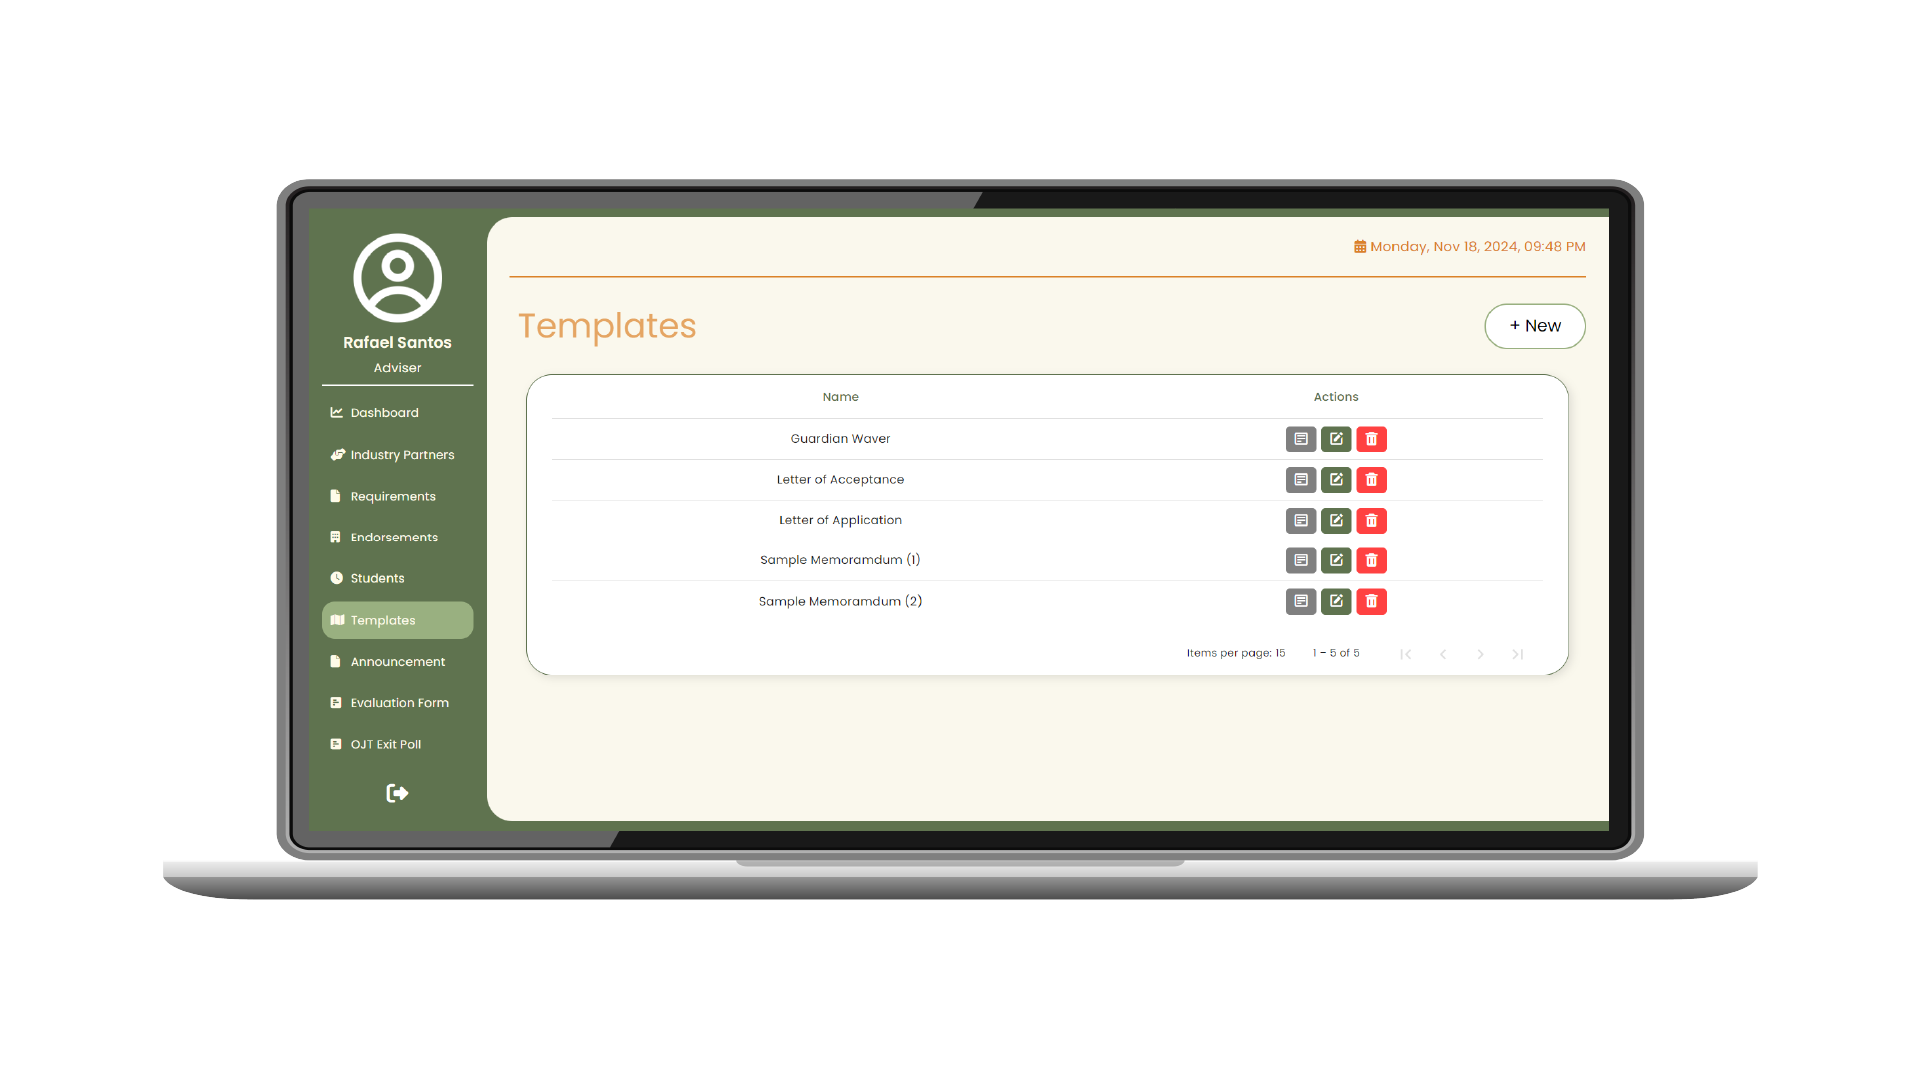 Rafael Santos
Adviser
Dashboard
Industry Partners
Requirements
Endorsements
Students
Templates
Announcement
Evaluation Form
OJT Exit Poll
Monday, Nov 18, 2024, 09:48 PM
Templates
+ New
Name Actions
Guardian Waver
Letter of Acceptance
Letter of Application
Sample Memoramdum (1)
Sample Memoramdum (2)
Items per page: 15 1 – 5 of 5